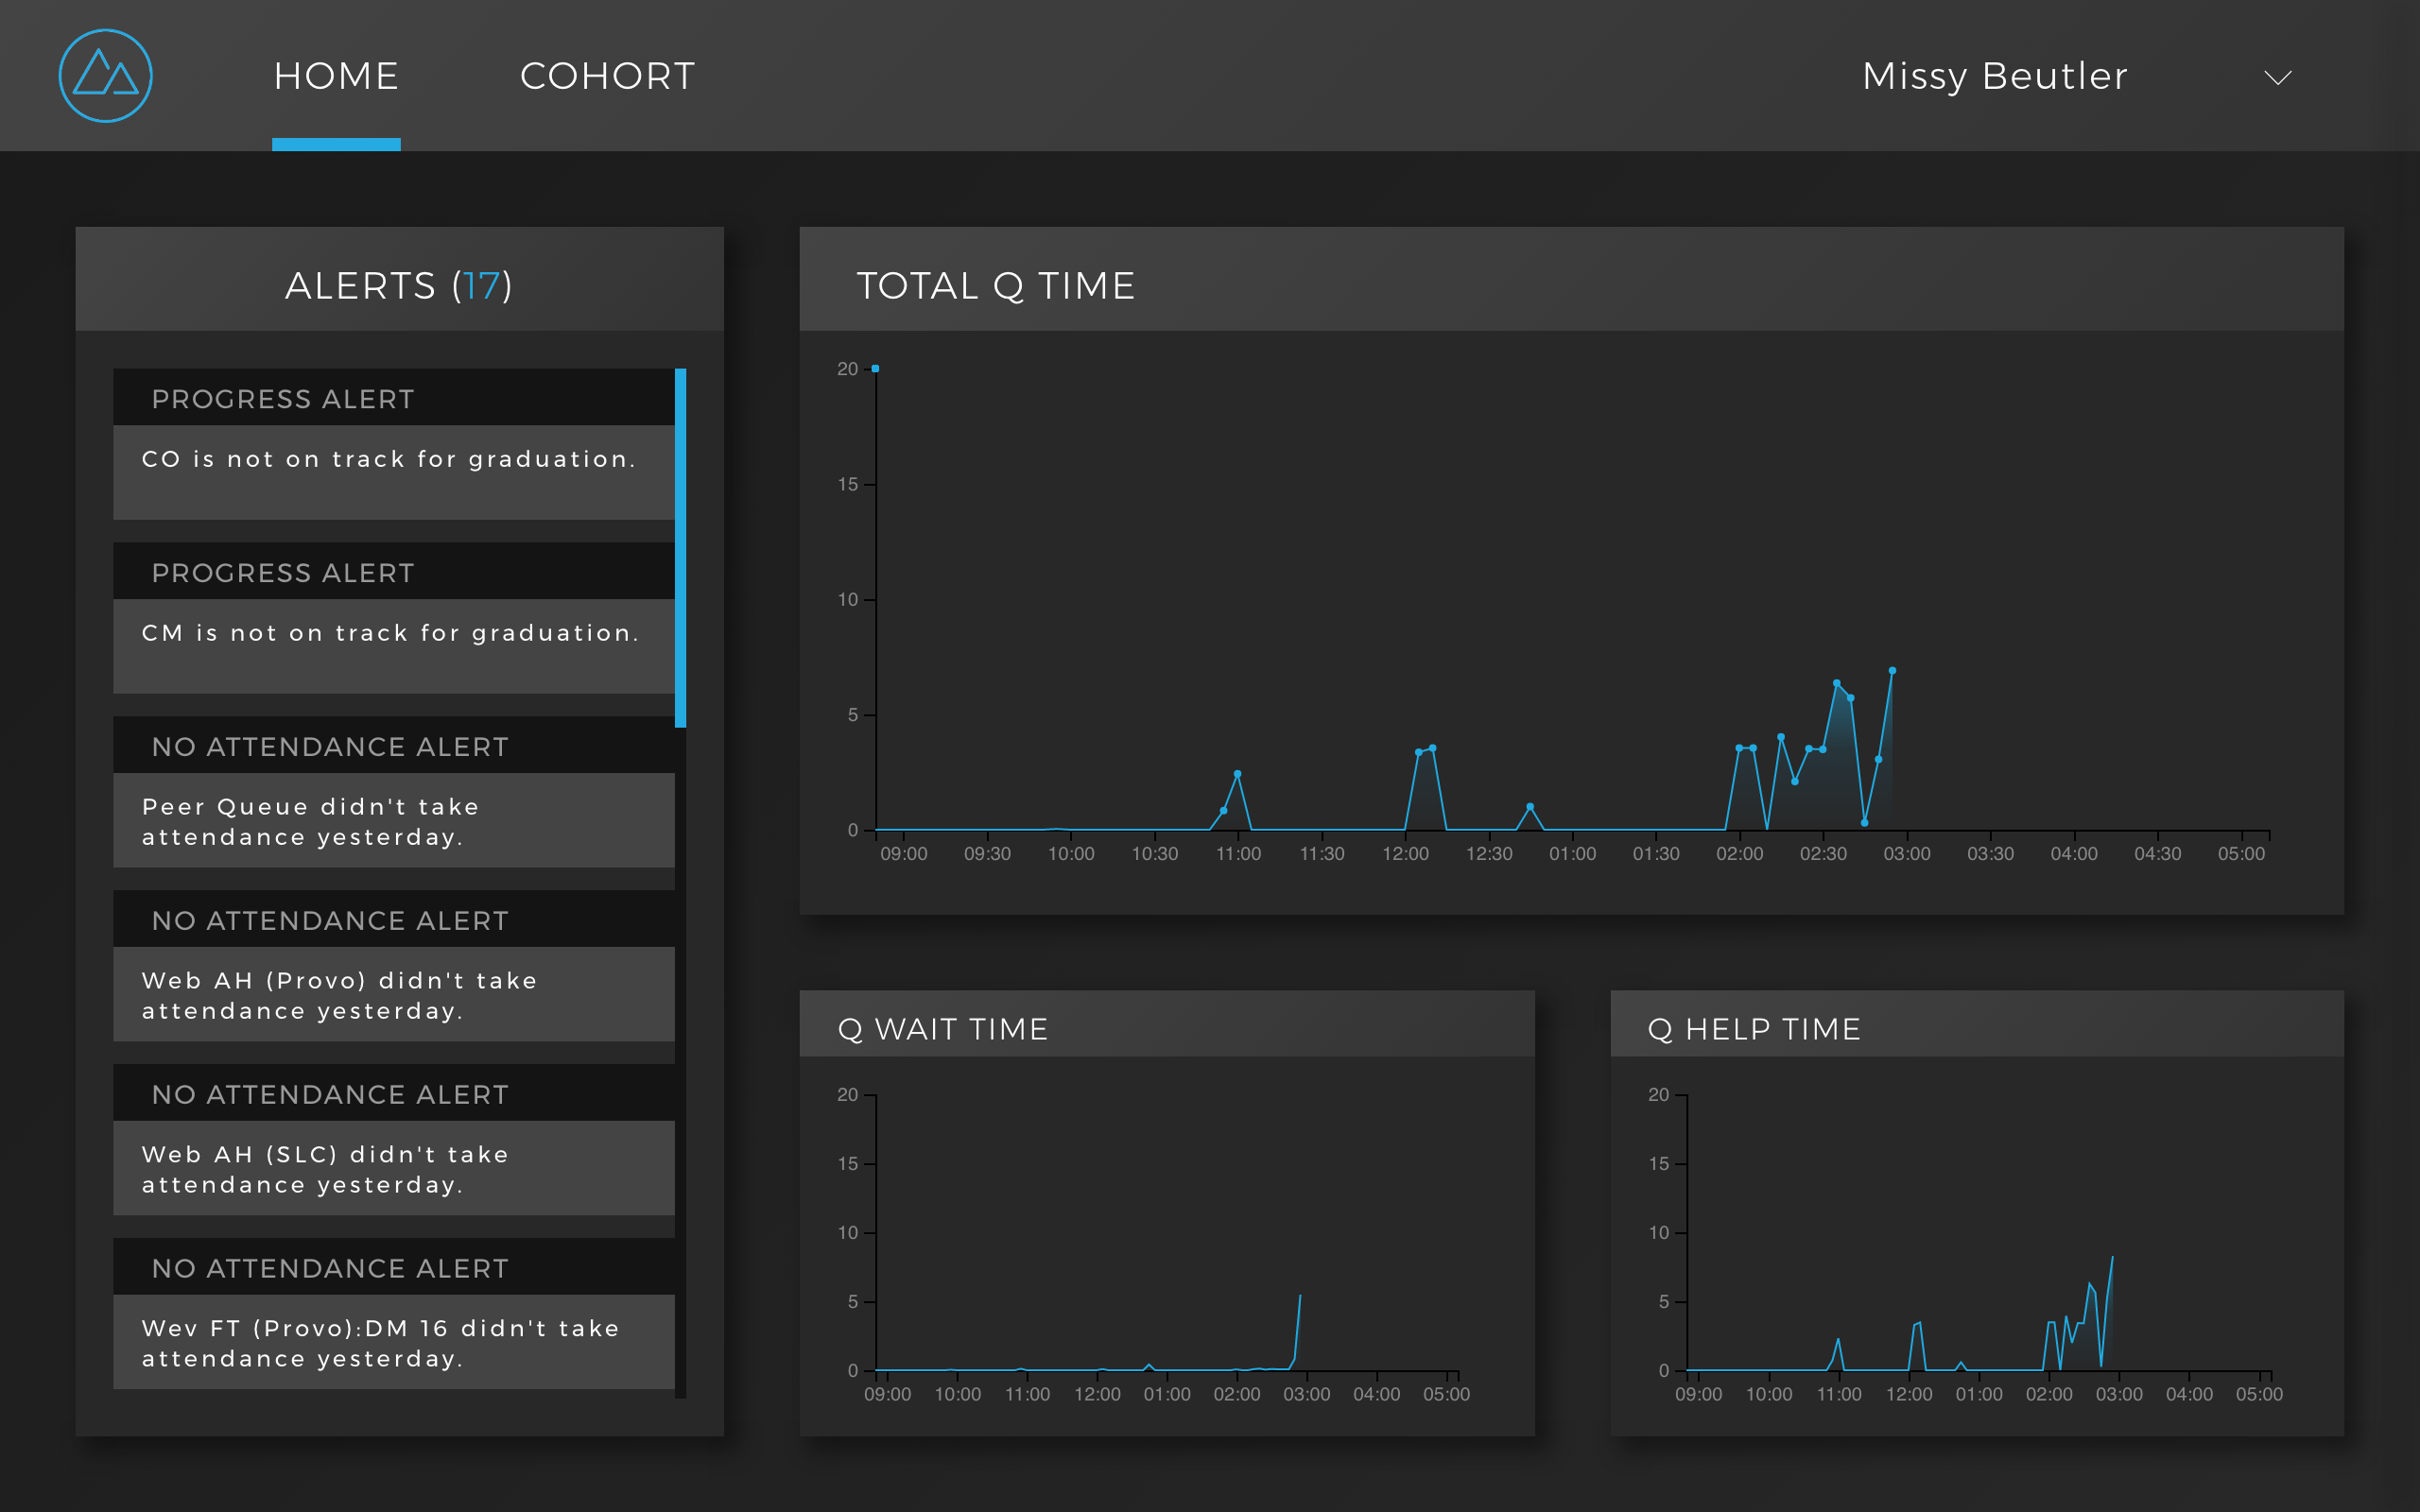 HOME
COHORT
Missy Beutler
ALERTS (17)
PROGRESS ALERT
CO is not on track for graduation.
PROGRESS ALERT
CM is not on track for graduation.
NO ATTENDANCE ALERT
Peer Queue didn't take
attendance yesterday.
NO ATTENDANCE ALERT
Web AH (Provo) didn't take
attendance yesterday.
NO ATTENDANCE ALERT
Web AH (SLC) didn't take
attendance yesterday.
NO ATTENDANCE ALERT
Wev FT (Provo):DM 16 didn't take
attendance yesterday.
TOTAL Q TIME
20
15
10
5
0
09:00 09:30 10:00 10:30 11:00 11:30 12:00 12:30 01:00 01:30 02:00 02:30 03:00 03:30 04:00 04:30 05:00
Q WAIT TIME
20
15
10
5
0
09:00 10:00 11:00 12:00 01:00 02:00 03:00 04:00 05:00
Q HELP TIME
20
15
10
5
0
09:00 10:00 11:00 12:00 01:00 02:00 03:00 04:00 05:00